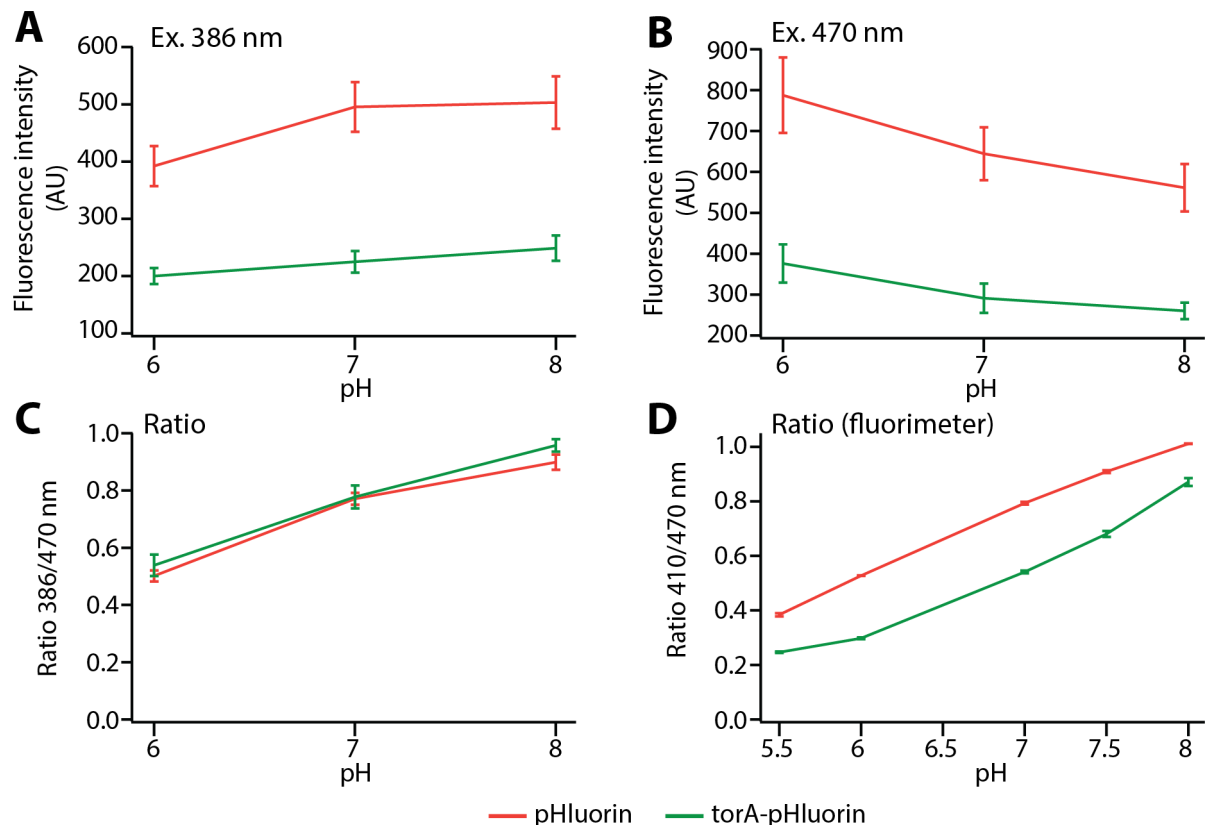 A
Ex. 386 nm
Fluorescence intensity
(AU)
600
500
400
300
200
100
6
7
8
pH
B
Ex. 470 nm
Fluorescence intensity
(AU)
900
800
700
600
500
400
300
200
6
7
8
pH
C
Ratio
Ratio 386/470 nm
1.0
0.8
0.6
0.4
0.2
0.0
6
7
8
pH
D
Ratio (fluorimeter)
Ratio 410/470 nm
1.0
0.8
0.6
0.4
0.2
0.0
5.5
6
6.5
7
7.5
8
pH
pHluorin
torA-pHluorin